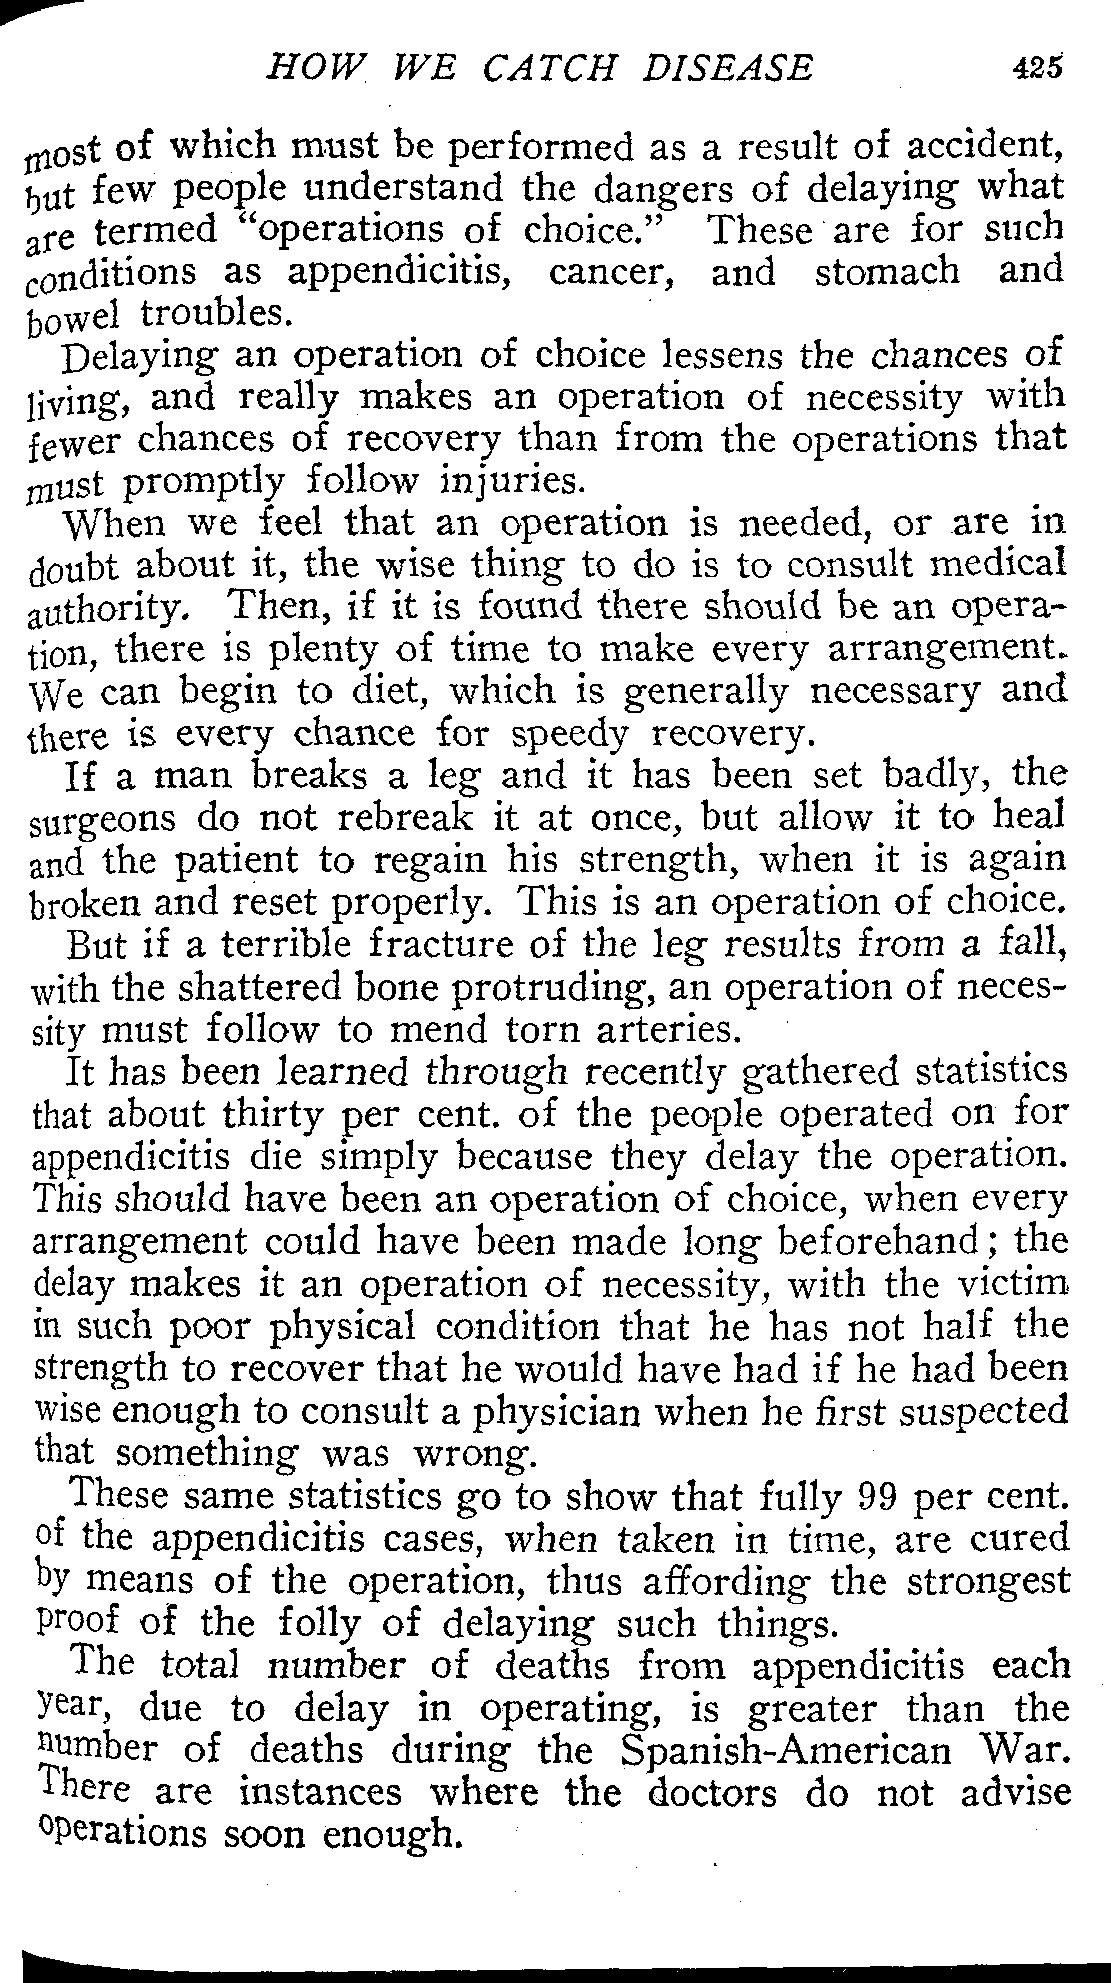 HOW WE CATCH DISEASE 425
most of which must be performed as a result of accident,
but few people understand the dangers of delaying what
are termed “operations of choice.” These are for such
conditions as appendicitis, cancer, and stomach and
bowel troubles.
Delaying an operation of choice lessens the chances of
living, and really makes an operation of necessity with
fewer chances of recovery than from the operations that
must promptly follow injuries.
When we feel that an operation is needed, or are in
doubt about it, the wise thing to do is to consult medical
authority. Then, if it is found there should be an opera-
tion, there is plenty of time to make every arrangement.
We can begin to diet, which is generally necessary and
there is every chance for speedy recovery.
If a man breaks a leg and it has been set badly, the
surgeons do not rebreak it at once, but allow it to heal
and the patient to regain his strength, when it is again
broken and reset properly. This is an operation of choice.
But if a terrible fracture of the leg results from a fall,
with the shattered bone protruding, an operation of neces-
sity must follow to mend torn arteries.
It has been learned through recently gathered statistics
that about thirty per cent. of the people operated on for
appendicitis die simply because they delay the operation.
This should have been an operation of choice, when every
arrangement could have been made long beforehand; the
delay makes it an operation of necessity, with the victim
in such poor physical condition that he has not half the
strength to recover that he would have had if he had been
wise enough to consult a physician when he first suspected
that something was wrong.
These same statistics go to show that fully 99 per cent.
of the appendicitis cases, when taken in time, are cured
by means of the operation, thus affording the strongest
proof of the folly of delaying such things.
The total number of deaths from appendicitis each
year, due to delay in operating, is greater than the
number of deaths during the Spanish-American War.
There are instances where the doctors do not advise
operations soon enough.